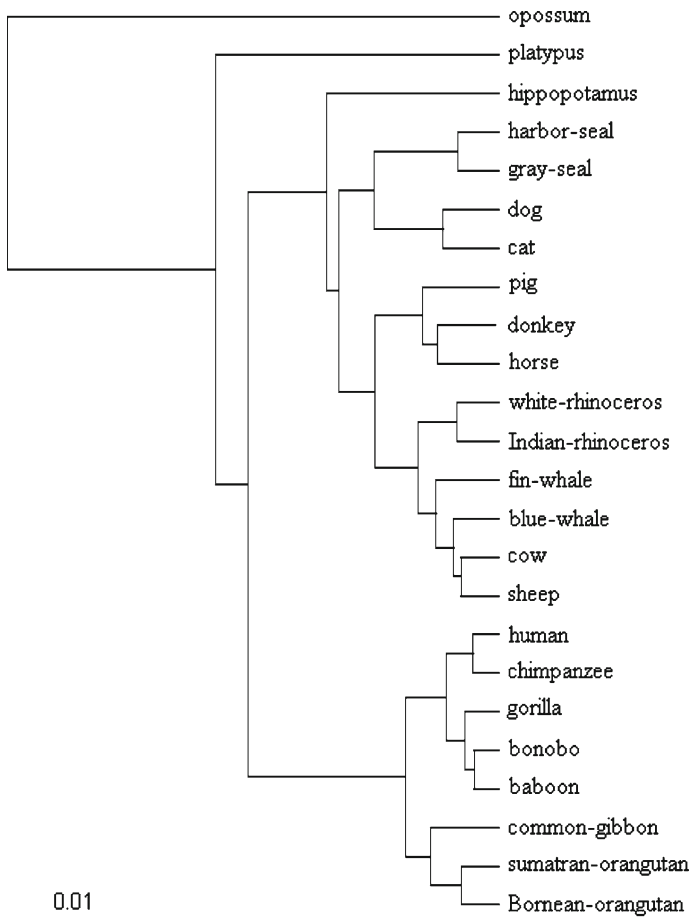 opossum
platypus
hippopotamus
harbor-seal
gray-seal
dog
cat
pig
donkey
horse
white-rhinoceros
Indian-rhinoceros
fin-whale
blue-whale
cow
sheep
human
chimpanzee
gorilla
bonobo
baboon
common-gibbon
sumatran-orangutan
Bornean-orangutan
0.01